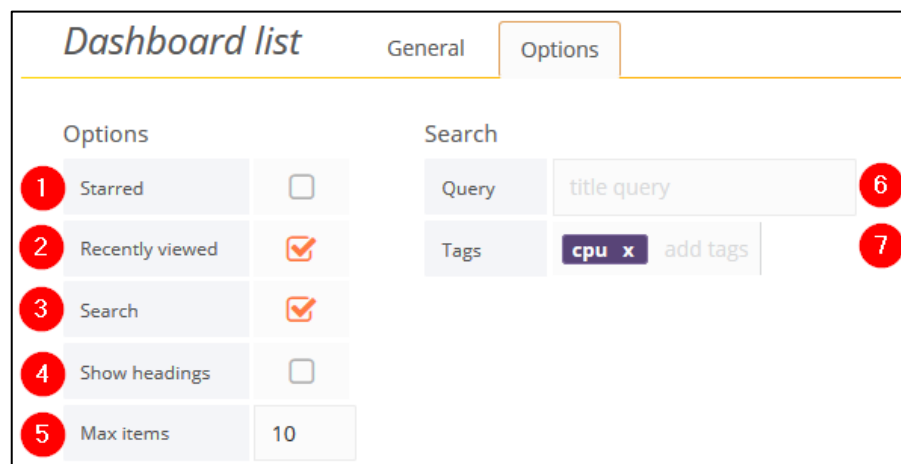 Dashboard list
General
Options
Options
1 Starred
2 Recently viewed
3 Search
4 Show headings
5 Max items 10
Search
Query title query 6
Tags cpu x add tags 7